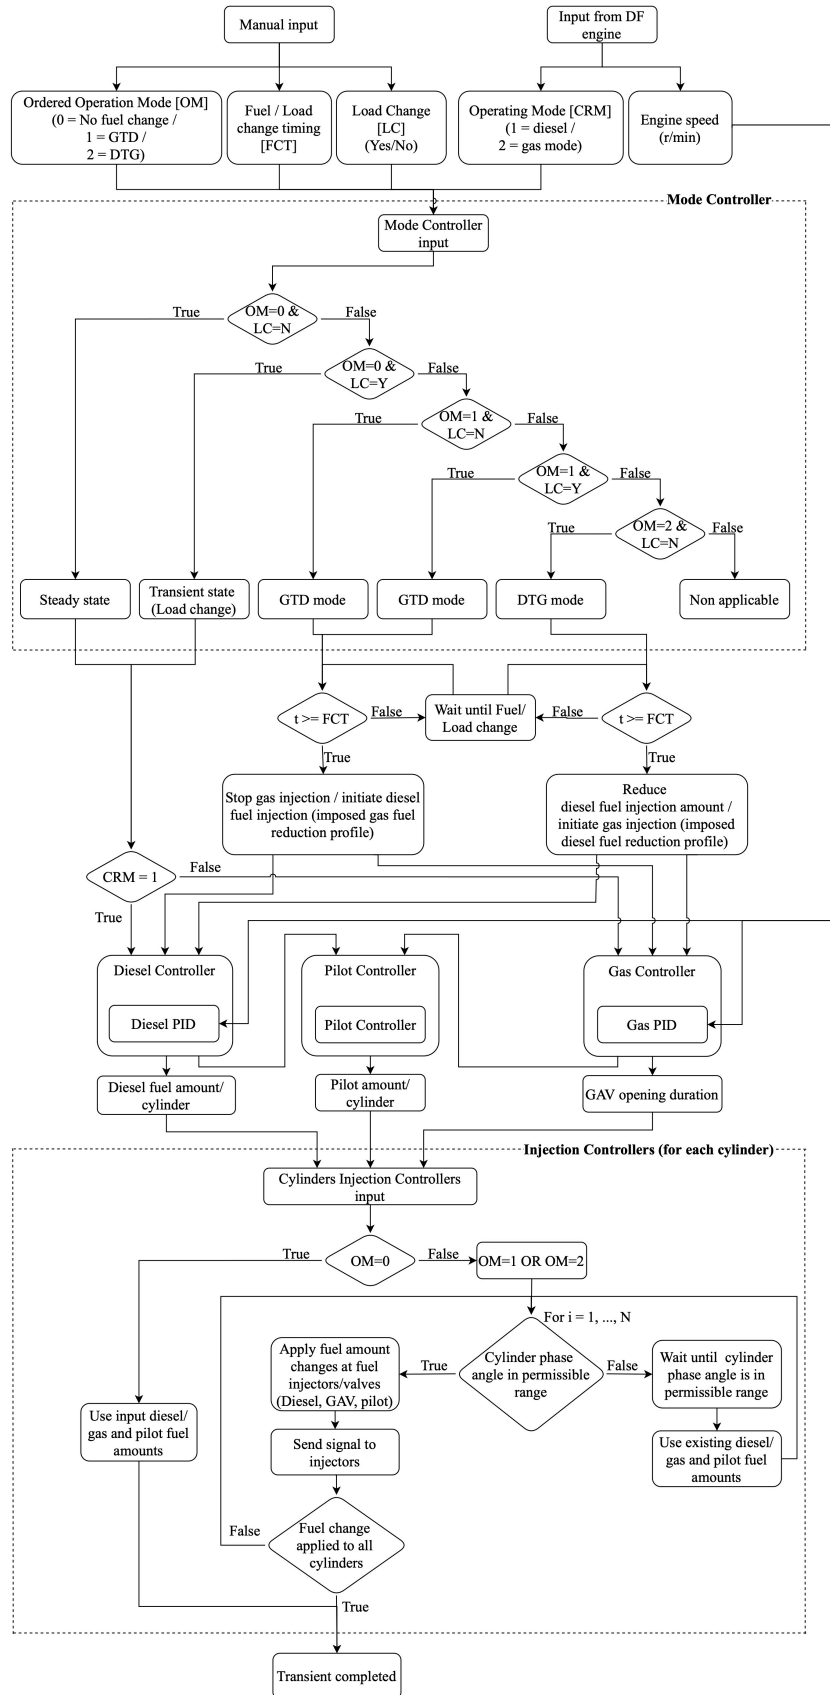 Manual input
Input from DF
engine
Ordered Operation Mode [OM]
(0 = No fuel change /
1 = GTD /
2 = DTG)
Fuel / Load
change timing
[FCT]
Load Change
[LC]
(Yes/No)
Operating Mode [CRM]
(1 = diesel /
2 = gas mode)
Engine speed
(r/min)
Mode Controller
Mode Controller
input
True
OM=0 &
LC=N
False
True
OM=0 &
LC=Y
False
True
OM=1 &
LC=N
False
True
OM=1 &
LC=Y
False
True
OM=2 &
LC=N
False
Steady state
Transient state
(Load change)
GTD mode
GTD mode
DTG mode
Non applicable
t >= FCT
False
Wait until Fuel/
Load change
False
t >= FCT
True
True
Stop gas injection / initiate diesel
fuel injection (imposed gas fuel
reduction profile)
Reduce
diesel fuel injection amount /
initiate gas injection (imposed
diesel fuel reduction profile)
CRM = 1
False
True
Diesel Controller
Diesel PID
Pilot Controller
Pilot Controller
Gas Controller
Gas PID
Diesel fuel amount/
cylinder
Pilot amount/
cylinder
GAV opening duration
Injection Controllers (for each cylinder)
Cylinders Injection Controllers
input
True
OM=0
False
OM=1 OR OM=2
For i = 1, ..., N
Apply fuel amount
changes at fuel
injectors/valves
(Diesel, GAV, pilot)
True
Cylinder phase
angle in permissible
range
False
Wait until cylinder
phase angle is in
permissible range
Use input diesel/
gas and pilot fuel
amounts
Send signal to
injectors
Use existing diesel/
gas and pilot fuel
amounts
False
Fuel change
applied to all
cylinders
True
Transient completed